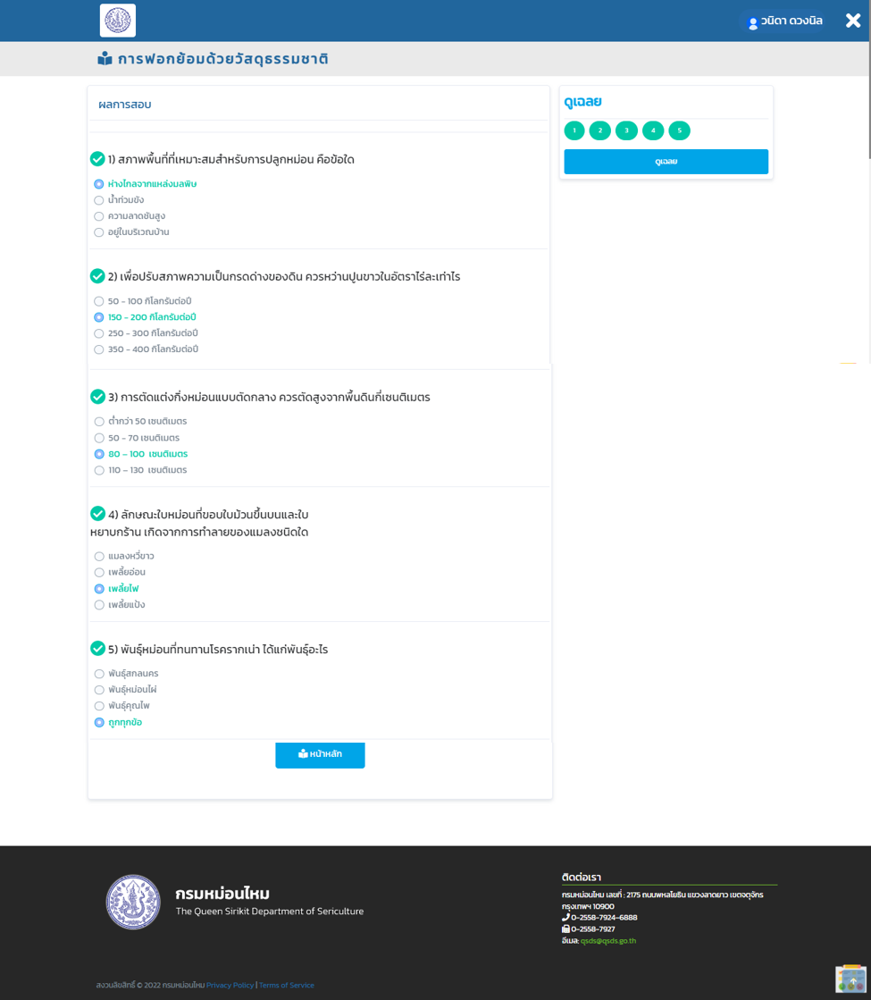 วนิดา ดวงนิล
การฟอกย้อมด้วยวัสดุธรรมชาติ
ผลการสอบ
1) สภาพพื้นที่ที่เหมาะสมสำหรับการปลูกหม่อน คือข้อใด
ห่างไกลจากแหล่งมลพิษ
น้ำท่วมขัง
ความลาดชันสูง
อยู่ในบริเวณบ้าน
2) เพื่อปรับสภาพความเป็นกรดด่างของดิน ควรหว่านปูนขาวในอัตราไร่ละเท่าไร
50 - 100 กิโลกรัมต่อปี
150 - 200 กิโลกรัมต่อปี
250 - 300 กิโลกรัมต่อปี
350 - 400 กิโลกรัมต่อปี
3) การตัดแต่งกิ่งหม่อนแบบตัดกลาง ควรตัดสูงจากพื้นดินกี่เซนติเมตร
ต่ำกว่า 50 เซนติเมตร
50 - 70 เซนติเมตร
80 – 100 เซนติเมตร
110 – 130 เซนติเมตร
4) ลักษณะใบหม่อนที่ขอบใบม้วนขึ้นบนและใบ
หยาบกร้าน เกิดจากการทำลายของแมลงชนิดใด
แมลงหวี่ขาว
เพลี้ยอ่อน
เพลี้ยไฟ
เพลี้ยแป้ง
5) พันธุ์หม่อนที่ทนทานโรครากเน่า ได้แก่พันธุ์อะไร
พันธุ์สกลนคร
พันธุ์หม่อนไผ่
พันธุ์คุณไพ
ถูกทุกข้อ
หน้าหลัก
ดูเฉลย
1 2 3 4 5
ดูเฉลย
กรมหม่อนไหม
The Queen Sirikit Department of Sericulture
ติดต่อเรา
กรมหม่อนไหม เลขที่ : 2175 ถนนพหลโยธิน แขวงลาดยาว เขตจตุจักร
กรุงเทพฯ 10900
0-2558-7924-6888
0-2558-7927
อีเมล: qsds@qsds.go.th
สงวนลิขสิทธิ์ © 2022 กรมหม่อนไหม Privacy Policy | Terms of Service